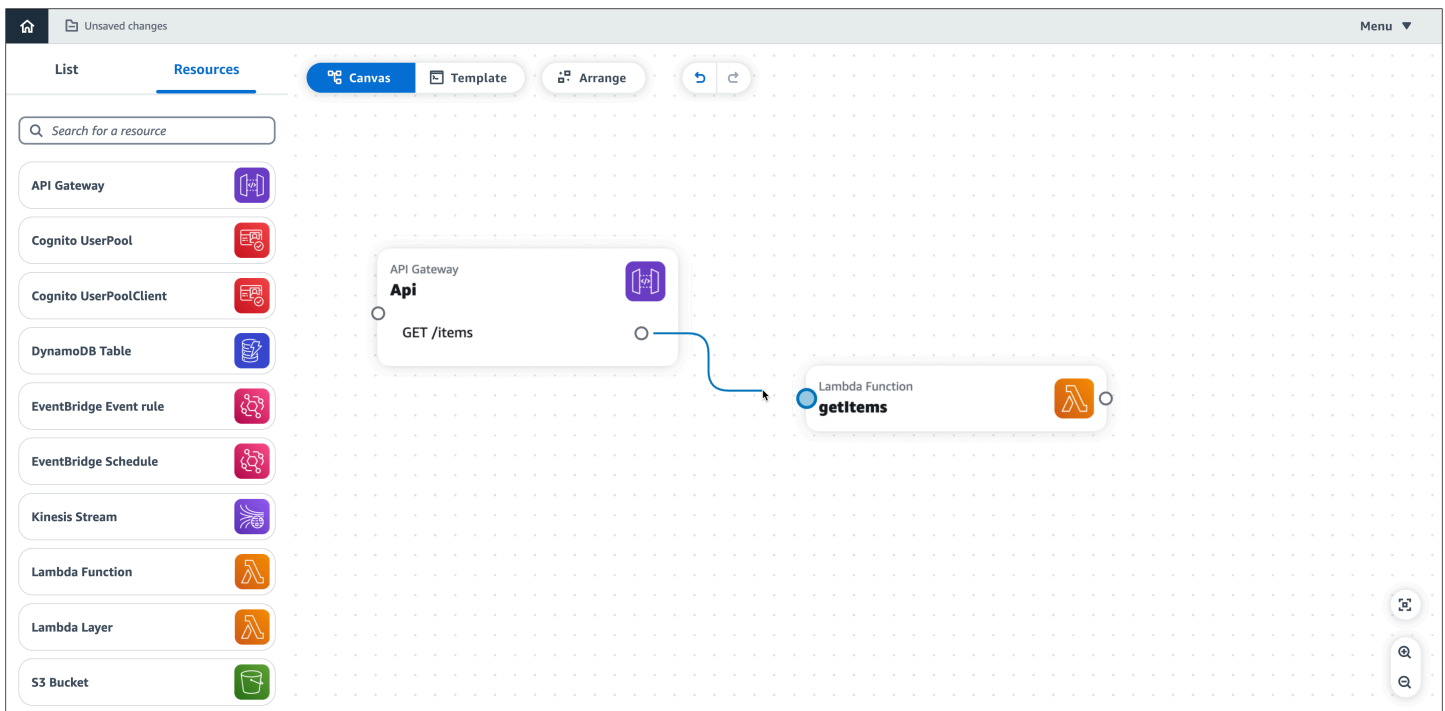 Unsaved changes
Menu ▼
List
Resources
Canvas
Template
Arrange
Search for a resource
API Gateway
Cognito UserPool
Cognito UserPoolClient
DynamoDB Table
EventBridge Event rule
EventBridge Schedule
Kinesis Stream
Lambda Function
Lambda Layer
S3 Bucket
API Gateway
Api
GET /items
Lambda Function
getItems